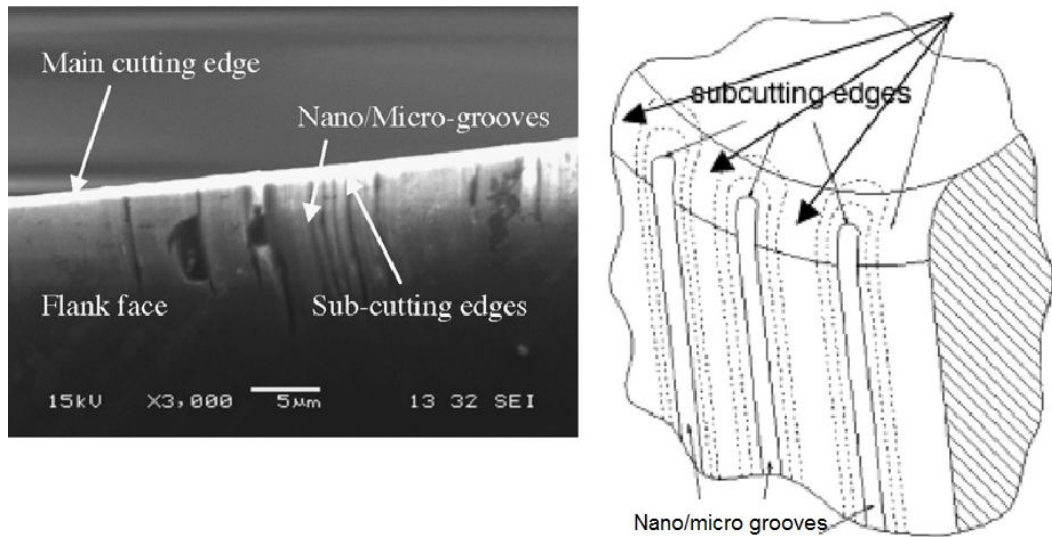 Main cutting edge
Nano/Micro-grooves
Flank face
Sub-cutting edges
15kV X3,000 5μm 13 32 SEI
subcutting edges
Nano/micro grooves